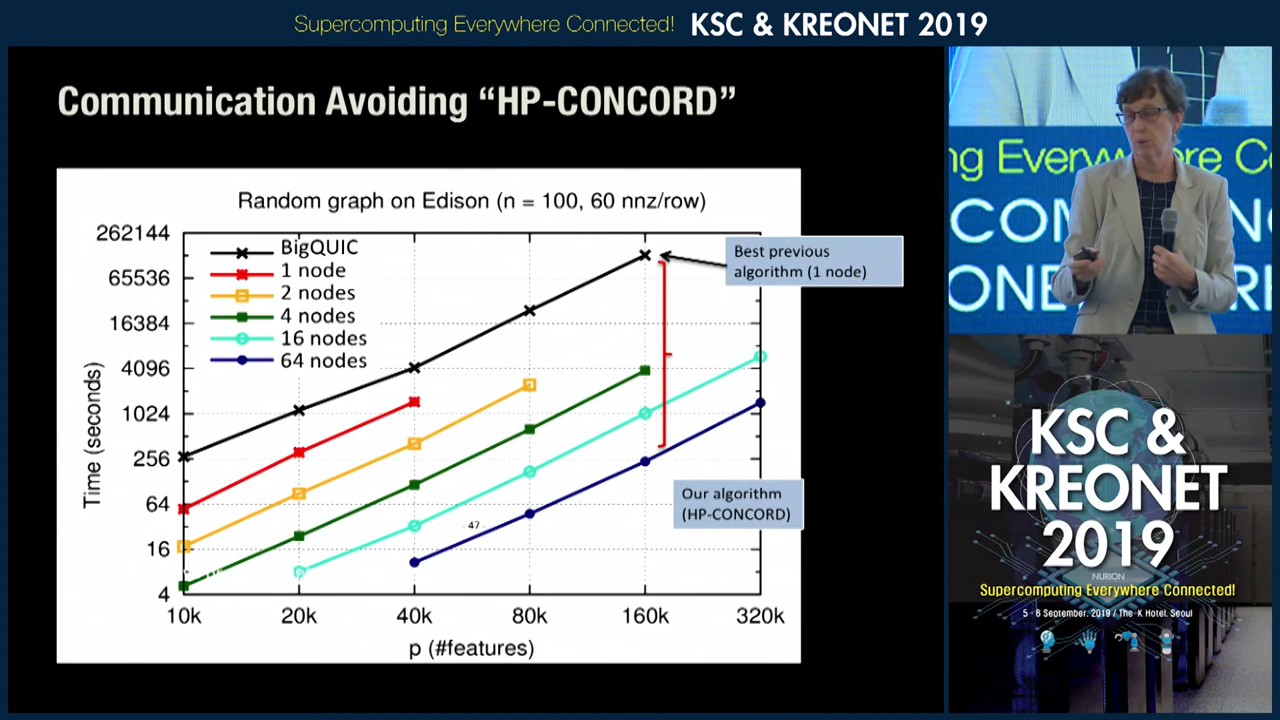 Supercomputing Everywhere Connected! KSC & KREONET 2019
Communication Avoiding “HP-CONCORD”
Random graph on Edison (n = 100, 60 nnz/row)
262144
65536
16384
4096
1024
256
64
16
4
Time (seconds)
BigQUIC
1 node
2 nodes
4 nodes
16 nodes
64 nodes
Best previous
algorithm (1 node)
Our algorithm
(HP-CONCORD)
- 47 -
10k 20k 40k 80k 160k 320k
p (#features)
ng Everywhere Co
KSC &
KREONET
2019
NURION
Supercomputing Everywhere Connected!
5 - 6 September, 2019 / The-K Hotel, Seoul